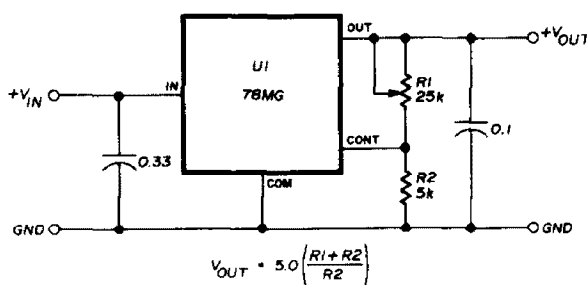 OUT
+VOUT
U1
78MG
IN
+VIN
R1
25k
0.1
CONT
0.33
R2
5k
COM
GND
GND
VOUT = 5.0 (R1 + R2 / R2)